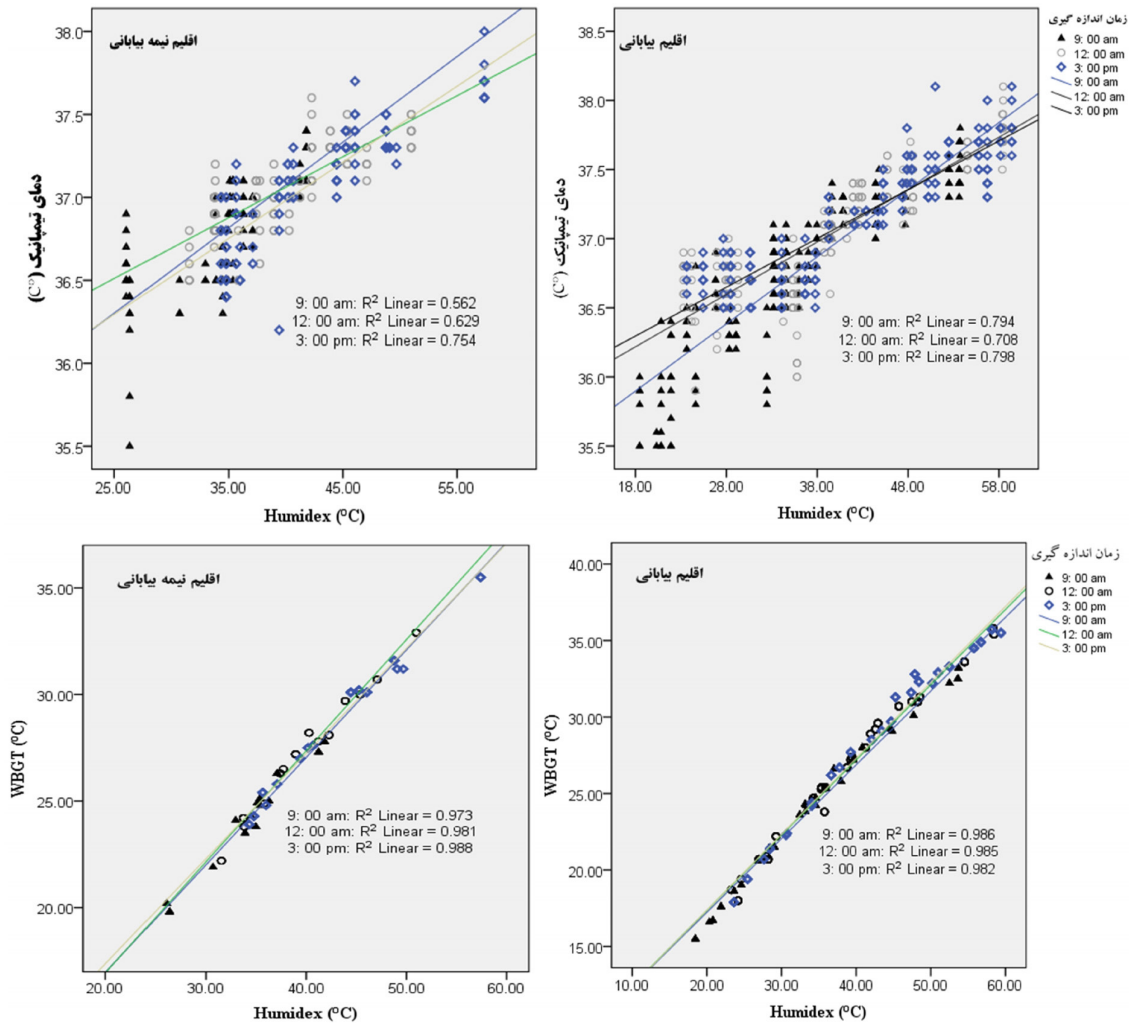 اقلیم نیمه بیابانی
38.0
37.5
37.0
36.5
36.0
35.5
دمای تیمپانیک (C°)
9: 00 am: R² Linear = 0.562
12: 00 am: R² Linear = 0.629
3: 00 pm: R² Linear = 0.754
25.00 35.00 45.00 55.00
Humidex (°C)
اقلیم بیابانی
38.5
38.0
37.5
37.0
36.5
36.0
35.5
دمای تیمپانیک (C°)
9: 00 am: R² Linear = 0.794
12: 00 am: R² Linear = 0.708
3: 00 pm: R² Linear = 0.798
18.00 28.00 38.00 48.00 58.00
Humidex (°C)
زمان اندازه گیری
9: 00 am
12: 00 am
3: 00 pm
9: 00 am
12: 00 am
3: 00 pm
اقلیم نیمه بیابانی
35.00
30.00
25.00
20.00
WBGT (°C)
9: 00 am: R² Linear = 0.973
12: 00 am: R² Linear = 0.981
3: 00 pm: R² Linear = 0.988
20.00 30.00 40.00 50.00 60.00
Humidex (°C)
اقلیم بیابانی
40.00
35.00
30.00
25.00
20.00
15.00
WBGT (°C)
9: 00 am: R² Linear = 0.986
12: 00 am: R² Linear = 0.985
3: 00 pm: R² Linear = 0.982
10.00 20.00 30.00 40.00 50.00 60.00
Humidex (°C)
زمان اندازه گیری
9: 00 am
12: 00 am
3: 00 pm
9: 00 am
12: 00 am
3: 00 pm